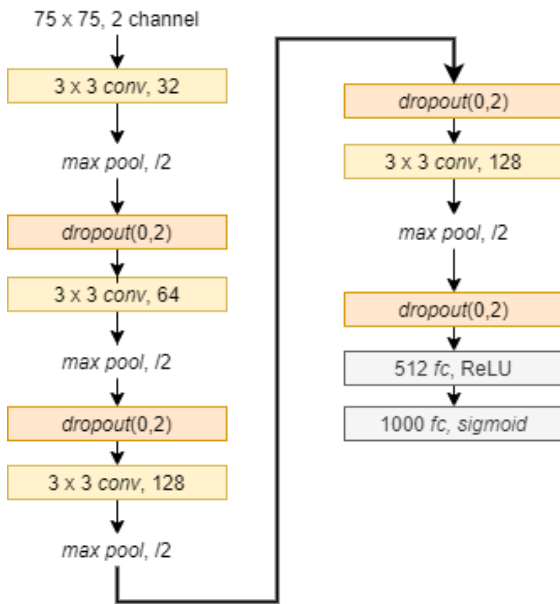 75 x 75, 2 channel
3 x 3 conv, 32
max pool, /2
dropout(0,2)
3 x 3 conv, 64
max pool, /2
dropout(0,2)
3 x 3 conv, 128
max pool, /2
dropout(0,2)
3 x 3 conv, 128
max pool, /2
dropout(0,2)
512 fc, ReLU
1000 fc, sigmoid